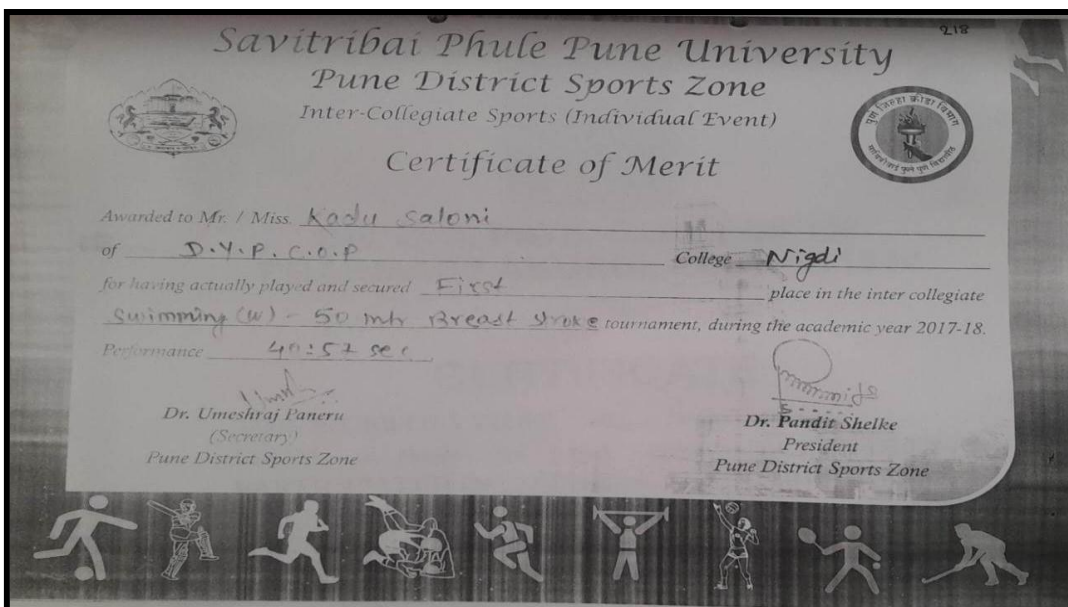 218
Savitribai Phule Pune University
Pune District Sports Zone
Inter-Collegiate Sports (Individual Event)
Certificate of Merit
पुणे जिल्हा क्रीडा विभाग
सावित्रीबाई फुले पुणे विद्यापीठ
Awarded to Mr. / Miss. Kadu Saloni
of D.Y.P. C.O.P College Nigdi
for having actually played and secured First place in the inter collegiate
Swimming (W) - 50 mtr Breast Stroke tournament, during the academic year 2017-18.
Performance 40:57 sec
Dr. Umeshraj Paneru
(Secretary)
Pune District Sports Zone
Dr. Pandit Shelke
President
Pune District Sports Zone